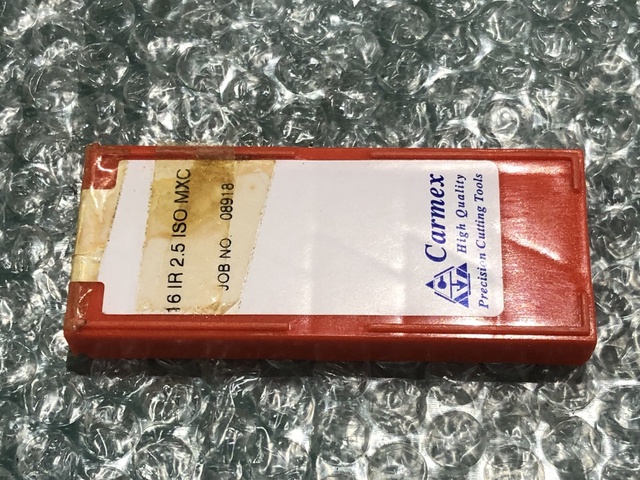 16 IR 2.5 ISO MXC
JOB NO. 08918
Carmex
High Quality
Precision Cutting Tools